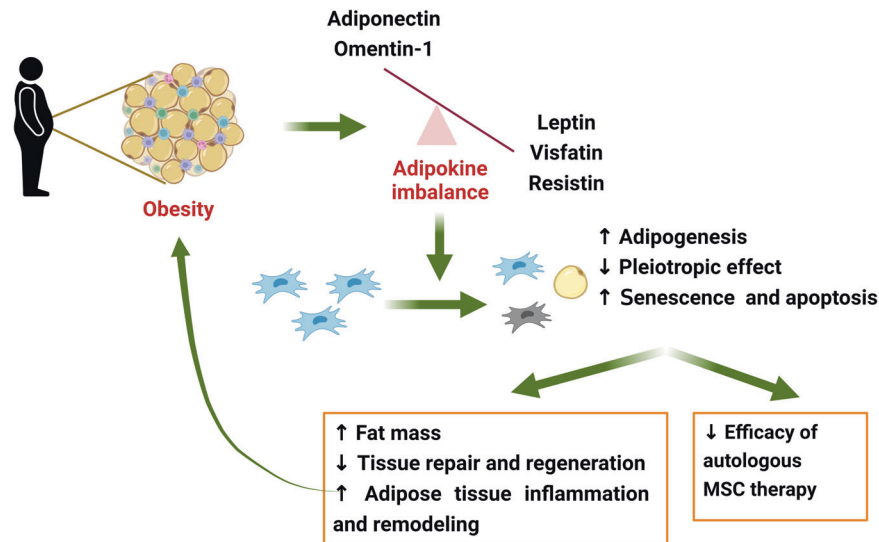 Adiponectin
Omentin-1
Leptin
Visfatin
Resistin
Adipokine
imbalance
Obesity
↑ Adipogenesis
↓ Pleiotropic effect
↑ Senescence and apoptosis
↑ Fat mass
↓ Tissue repair and regeneration
↑ Adipose tissue inflammation
and remodeling
↓ Efficacy of
autologous
MSC therapy